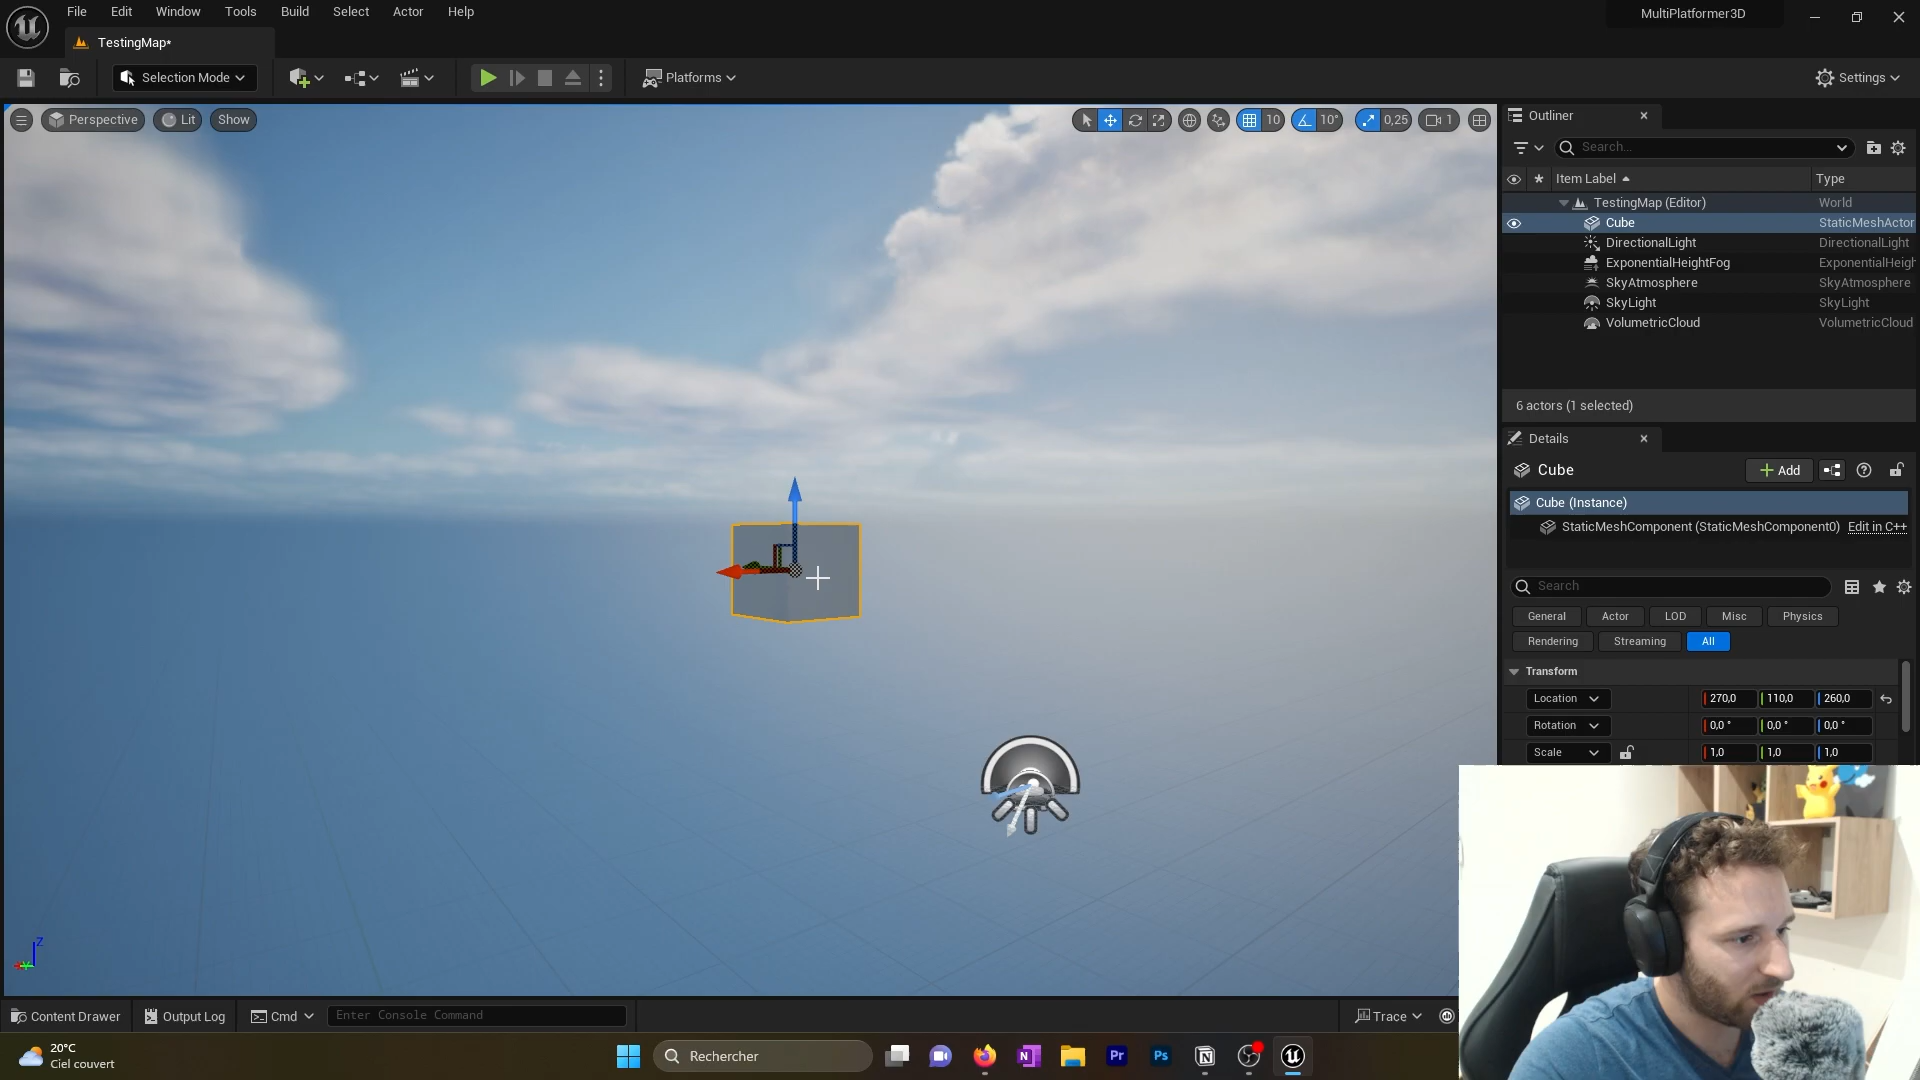 File Edit Window Tools Build Select Actor Help
MultiPlatformer3D
TestingMap*
Selection Mode
Platforms
Settings
Perspective Lit Show
10 10° 0,25 1
Outliner
Search...
Item Label Type
TestingMap (Editor) World
Cube StaticMeshActor
DirectionalLight DirectionalLight
ExponentialHeightFog ExponentialHeigh
SkyAtmosphere SkyAtmosphere
SkyLight SkyLight
VolumetricCloud VolumetricCloud
6 actors (1 selected)
Details
Cube Add
Cube (Instance)
StaticMeshComponent (StaticMeshComponent0) Edit in C++
Search
General Actor LOD Misc Physics
Rendering Streaming All
Transform
Location 270,0 110,0 260,0
Rotation 0,0 ° 0,0 ° 0,0 °
Scale 1,0 1,0 1,0
Z
Content Drawer Output Log Cmd Enter Console Command Trace
20°C
Ciel couvert
Rechercher
N Pr Ps N